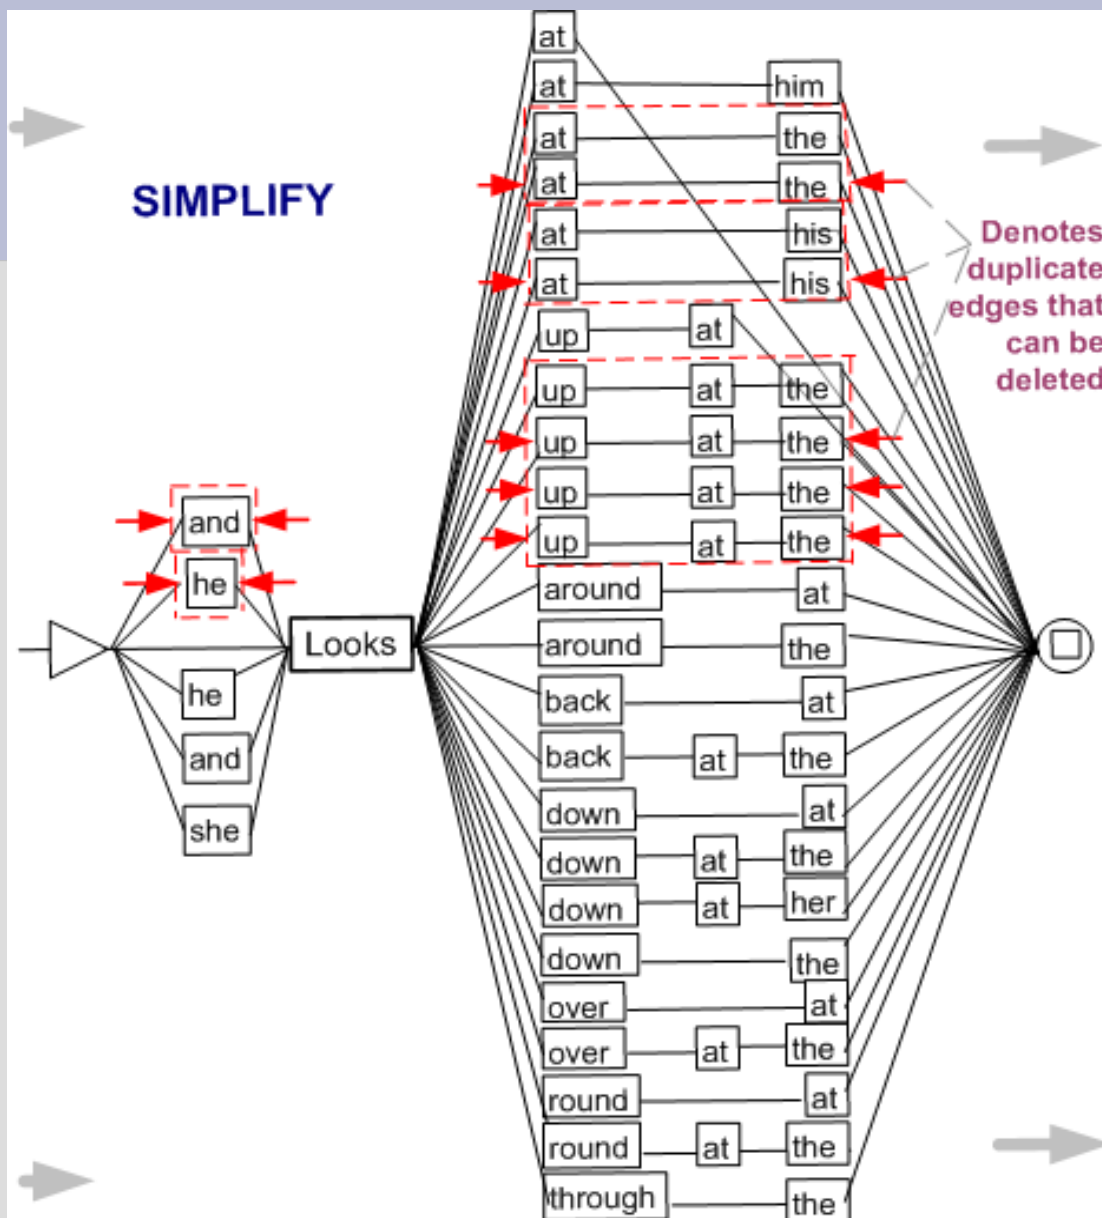 at
at him
at the
at the
SIMPLIFY
at his
at his
Denotes
duplicate
edges that
can be
deleted
up at
up at the
up at the
up at the
up at the
and
he
Looks
he
and
she
around at
around the
back at
back at the
down at
down at the
down at her
down the
over at
over at the
round at
round at the
through the